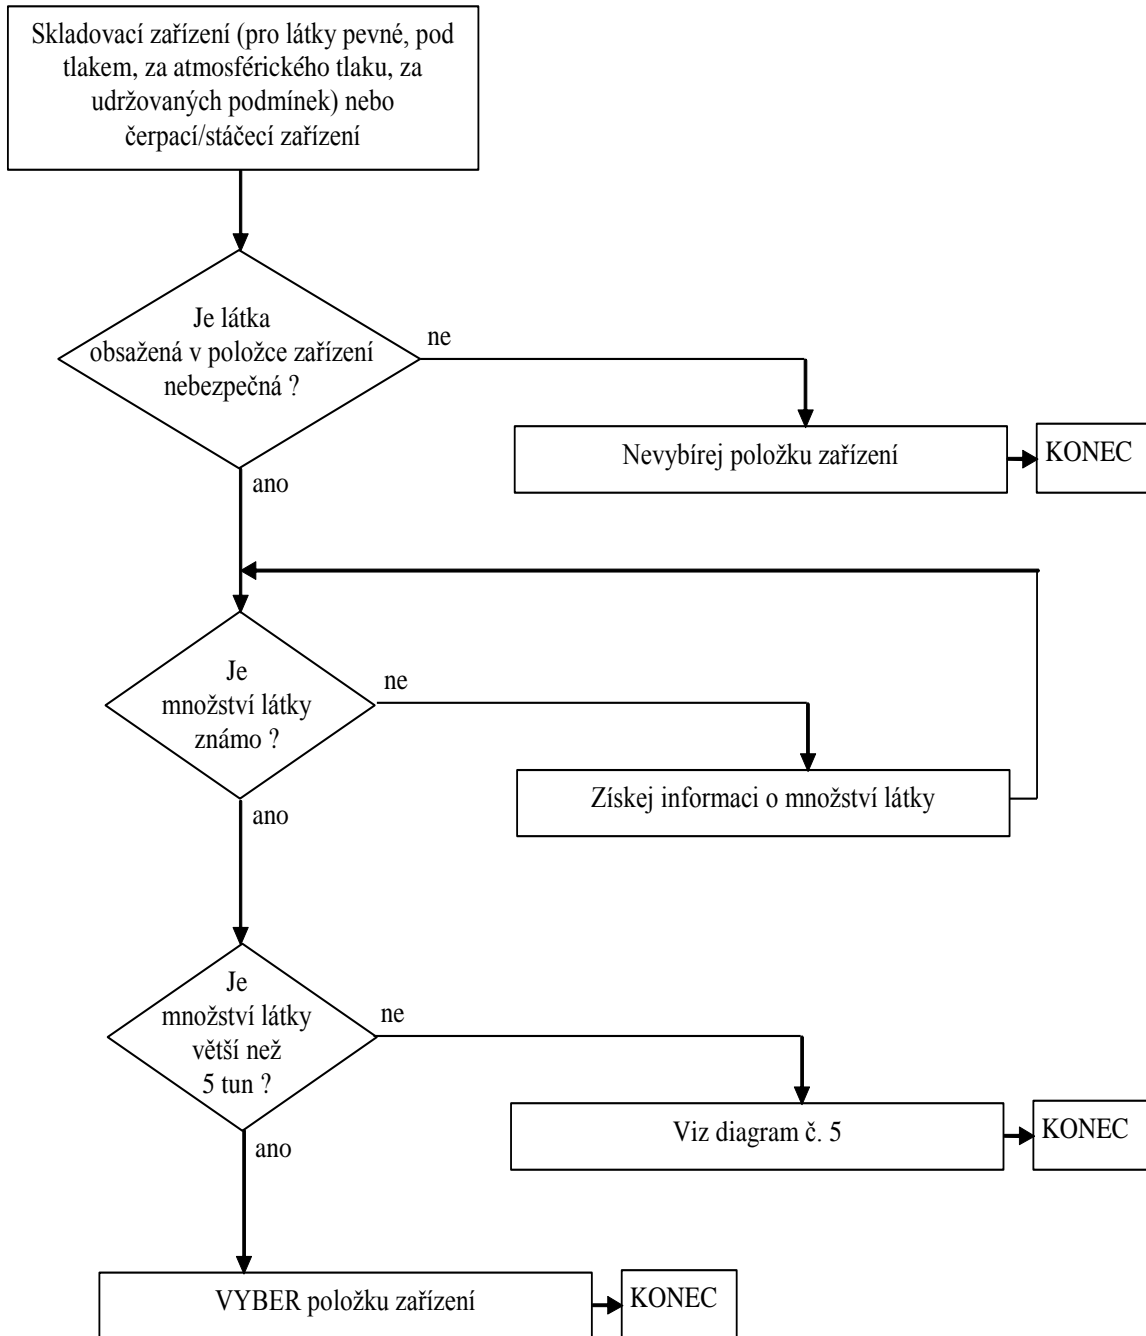 Skladovací zařízení (pro látky pevné, pod
tlakem, za atmosférického tlaku, za
udržovaných podmínek) nebo
čerpací/stáčecí zařízení
Je látka
obsažená v položce zařízení
nebezpečná ?
ne
Nevybírej položku zařízení
KONEC
ano
Je
množství látky
známo ?
ne
Získej informaci o množství látky
ano
Je
množství látky
větší než
5 tun ?
ne
Viz diagram č. 5
KONEC
ano
VYBER položku zařízení
KONEC